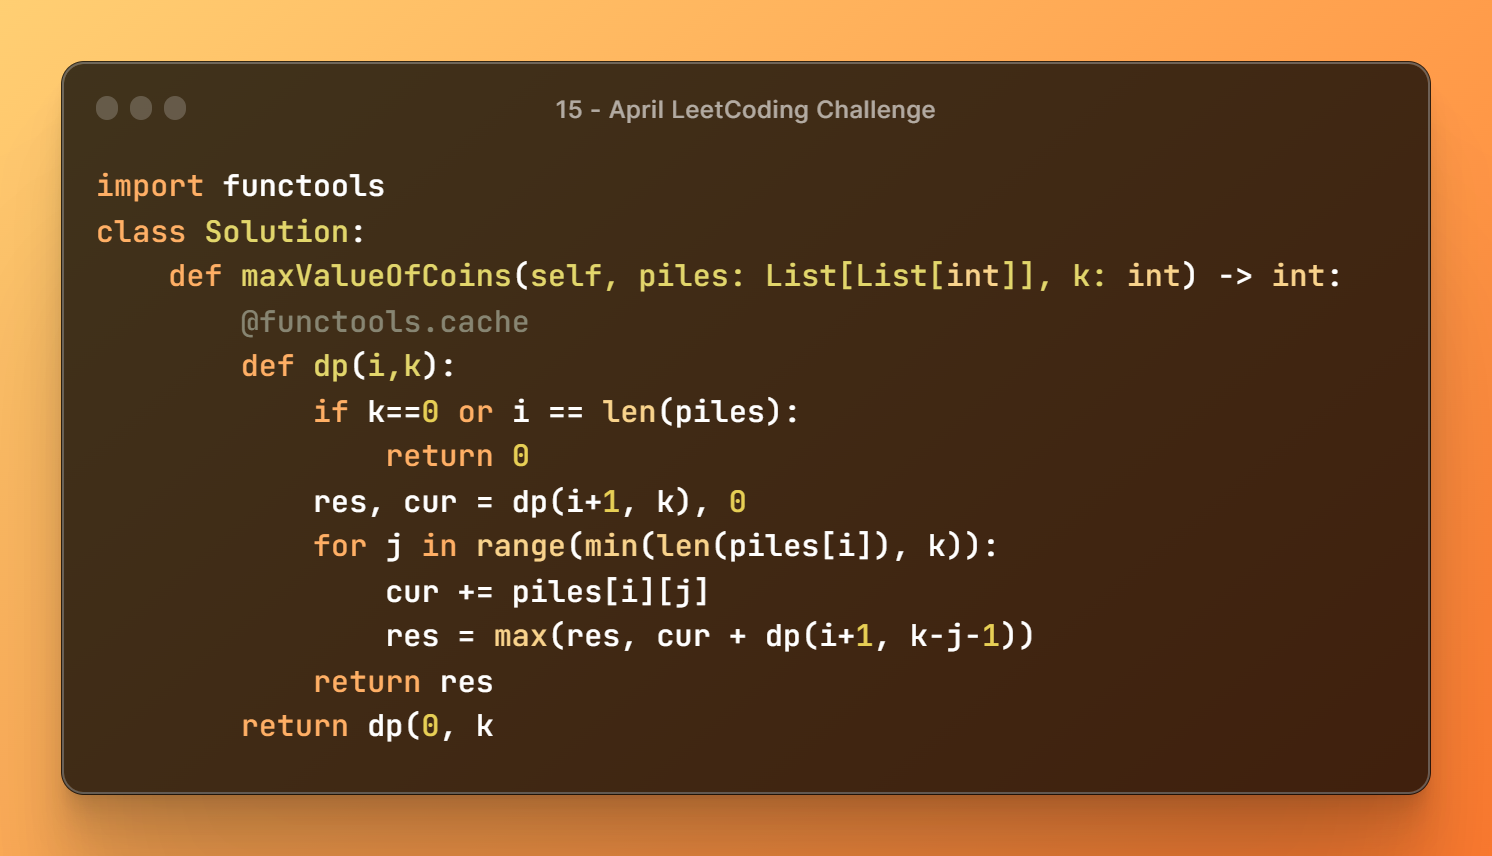 15 - April LeetCoding Challenge
import functools
class Solution:
    def maxValueOfCoins(self, piles: List[List[int]], k: int) -> int:
        @functools.cache
        def dp(i,k):
            if k==0 or i == len(piles):
                return 0
            res, cur = dp(i+1, k), 0
            for j in range(min(len(piles[i]), k)):
                cur += piles[i][j]
                res = max(res, cur + dp(i+1, k-j-1))
            return res
        return dp(0, k